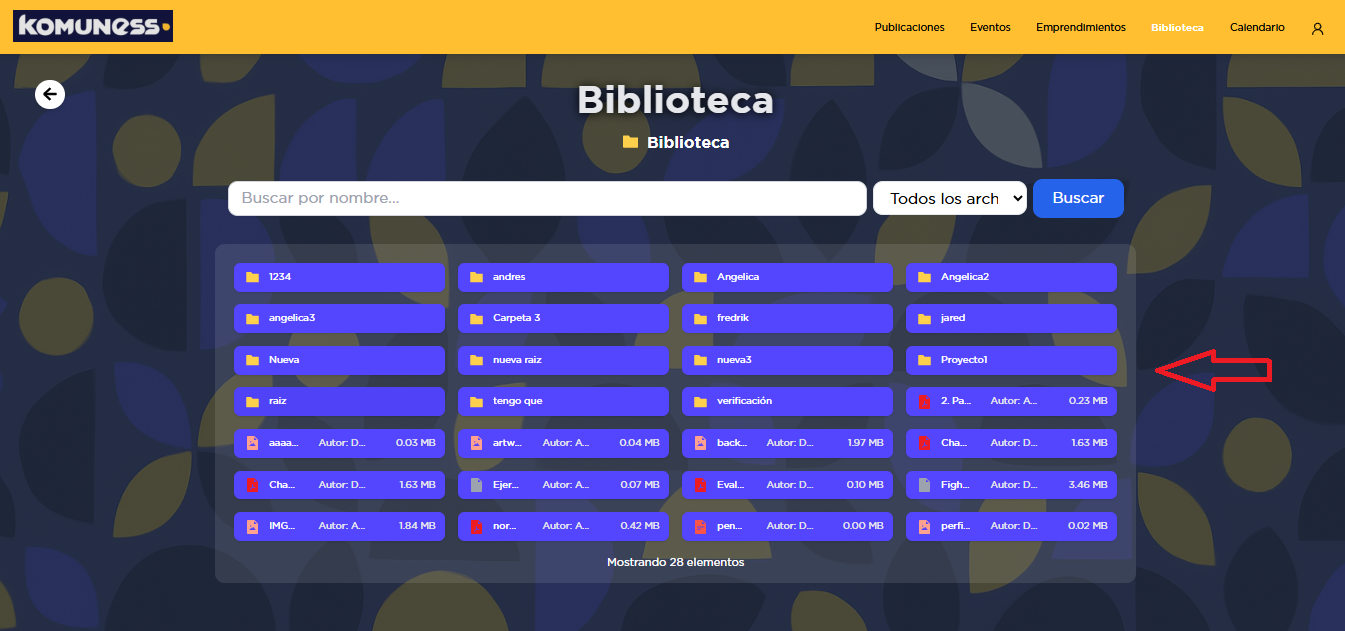 KOMUNESS
Publicaciones Eventos Emprendimientos Biblioteca Calendario
Biblioteca
Biblioteca
Buscar por nombre... Todos los arch Buscar
1234 andres Angelica Angelica2
angelica3 Carpeta 3 fredrik jared
Nueva nueva raiz nueva3 Proyecto1
raiz tengo que verificación 2. Pa... Autor: A... 0.23 MB
aaaa... Autor: D... 0.03 MB artw... Autor: A... 0.04 MB back... Autor: D... 1.97 MB Cha... Autor: D... 1.63 MB
Cha... Autor: D... 1.63 MB Ejer... Autor: A... 0.07 MB Eval... Autor: D... 0.10 MB Figh... Autor: D... 3.46 MB
IMG... Autor: A... 1.84 MB nor... Autor: A... 0.42 MB pen... Autor: D... 0.00 MB perfi... Autor: D... 0.02 MB
Mostrando 28 elementos